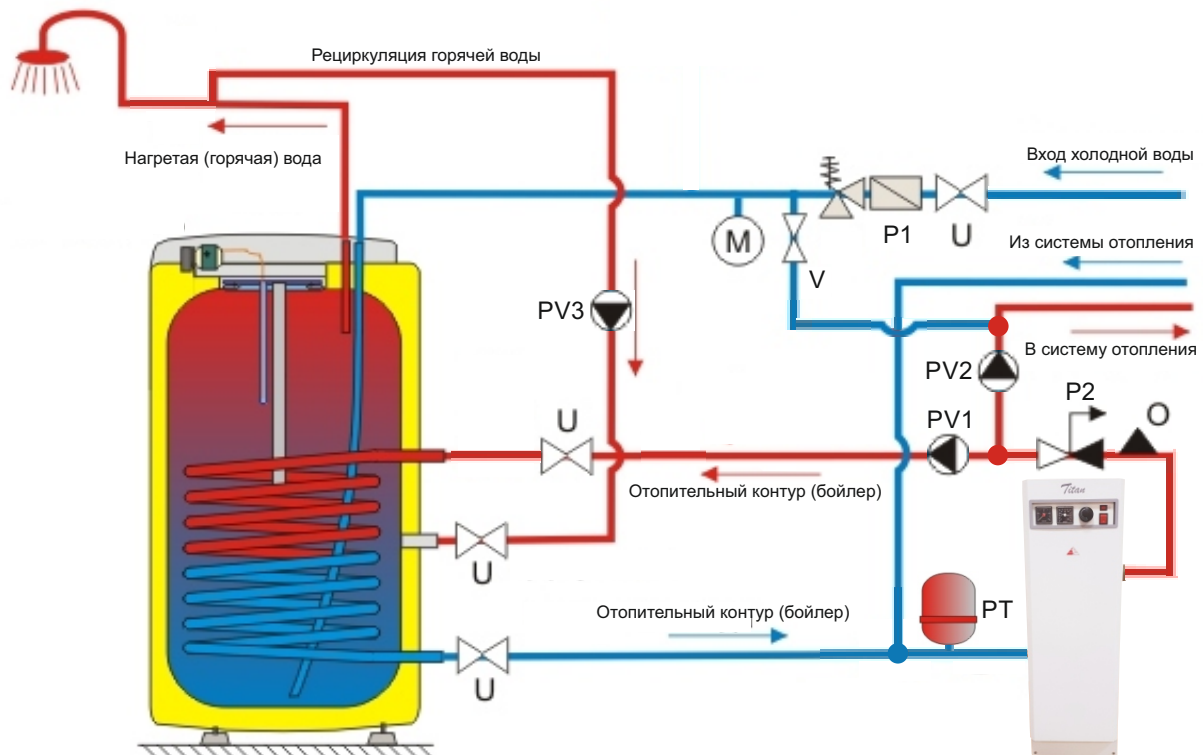 Рециркуляция горячей воды
Нагретая (горячая) вода
Вход холодной воды
P1
U
M
V
Из системы отопления
PV3
В систему отопления
PV2
P2
O
U
PV1
Отопительный контур (бойлер)
Titan
U
Отопительный контур (бойлер)
PT
U